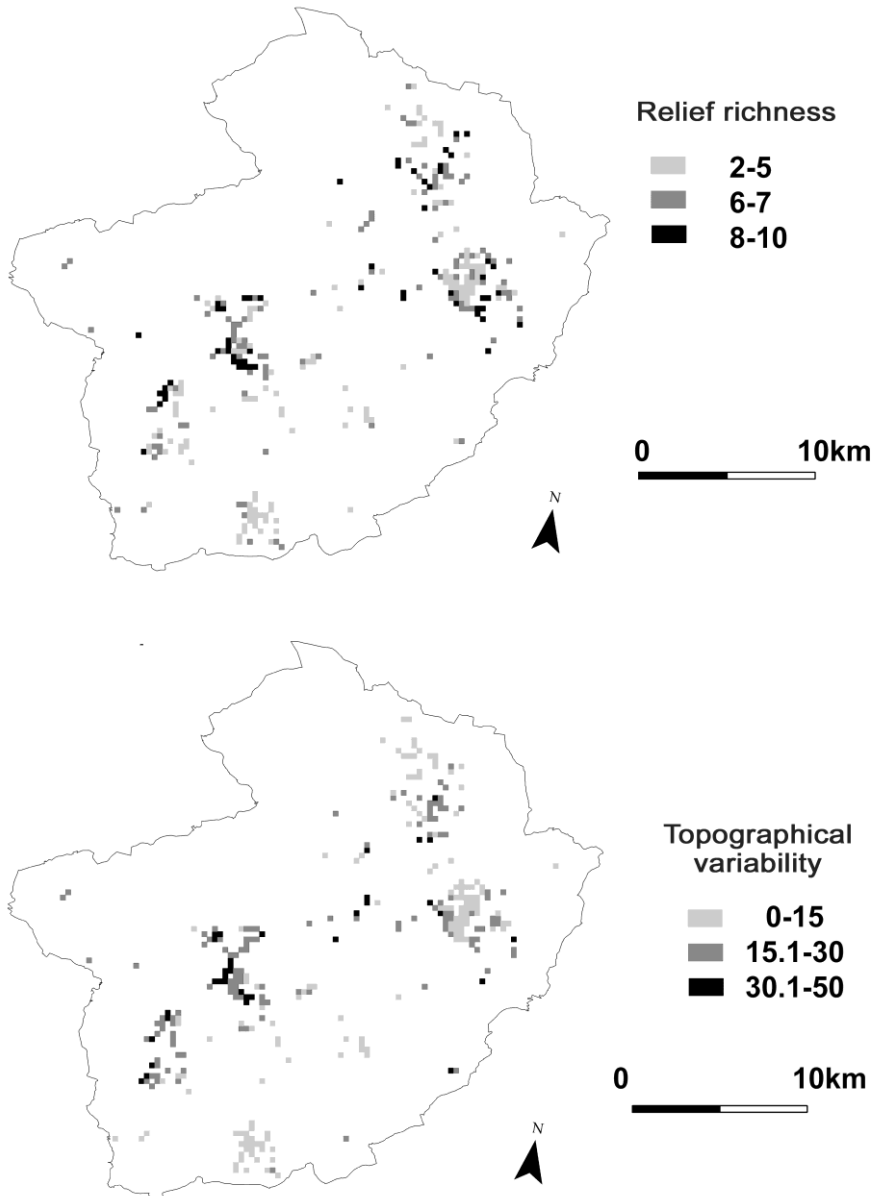 Relief richness
2-5
6-7
8-10
0 10km
N
Topographical
variability
0-15
15.1-30
30.1-50
0 10km
N